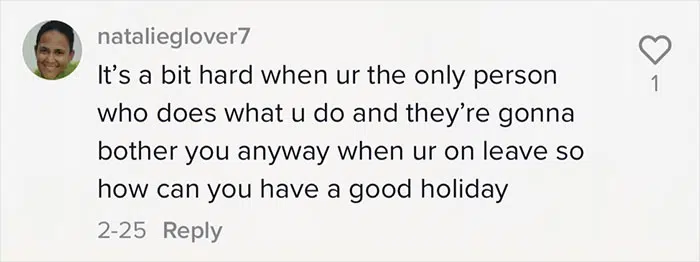 natalieglover7
It’s a bit hard when ur the only person
who does what u do and they’re gonna
bother you anyway when ur on leave so
how can you have a good holiday
1
2-25 Reply